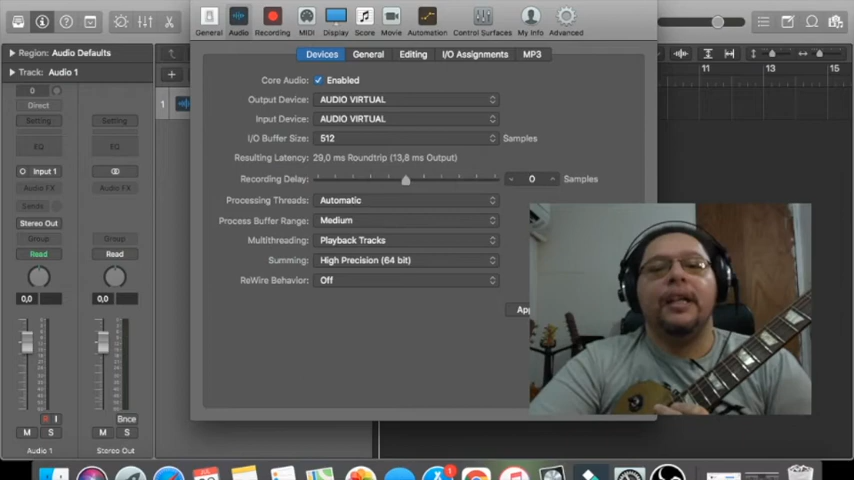 General Audio Recording MIDI Display Score Movie Automation Control Surfaces My Info Advanced
Region: Audio Defaults
Track: Audio 1
Devices General Editing I/O Assignments MP3
Core Audio: Enabled
Output Device: AUDIO VIRTUAL
Input Device: AUDIO VIRTUAL
I/O Buffer Size: 512 Samples
Resulting Latency: 29,0 ms Roundtrip (13,8 ms Output)
Recording Delay: 0 Samples
Processing Threads: Automatic
Process Buffer Range: Medium
Multithreading: Playback Tracks
Summing: High Precision (64 bit)
ReWire Behavior: Off
App
11 13 15
1
0
Direct
Setting Setting
EQ EQ
Input 1
Audio FX Audio FX
Sends
Stereo Out
Group Group
Read Read
0,0 0,0
R I Bnce
M S M S
Audio 1 Stereo Out
1